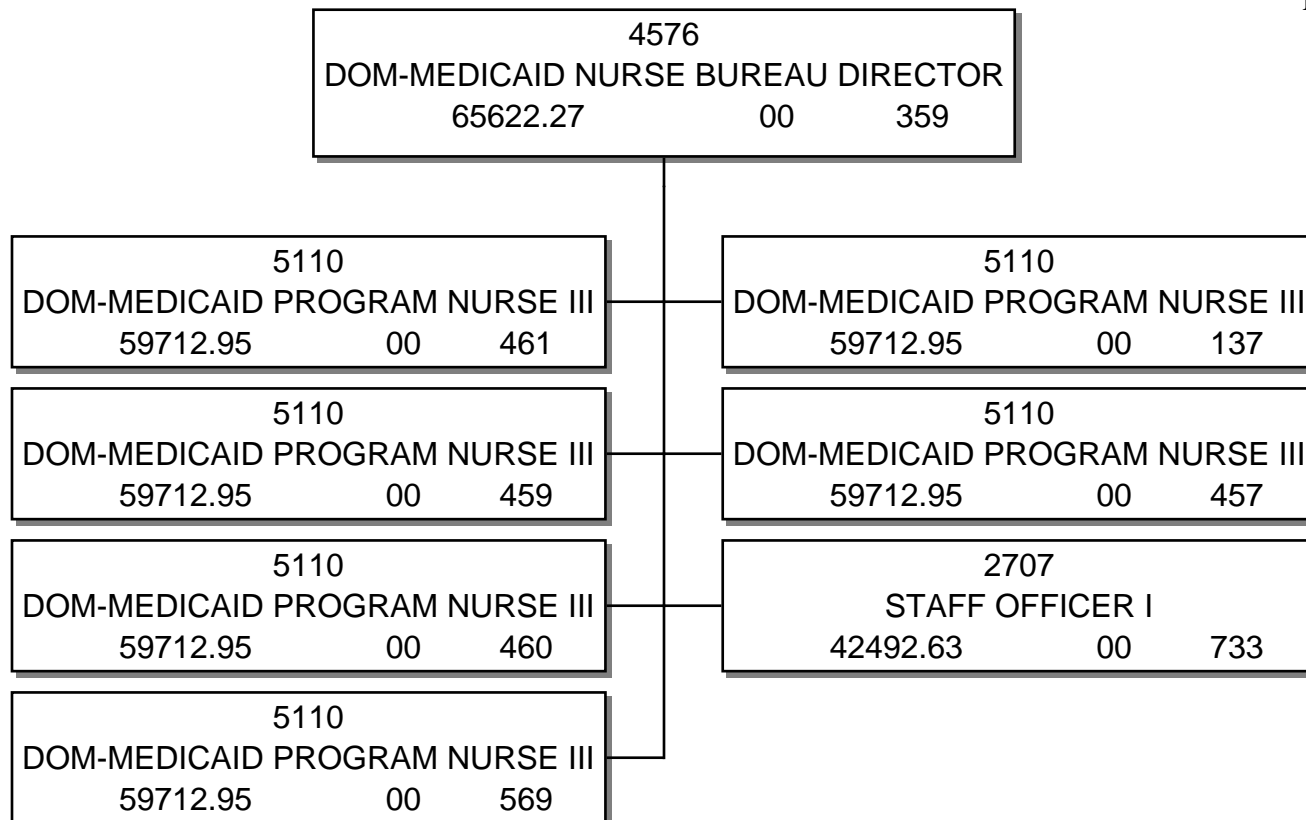 4576
DOM-MEDICAID NURSE BUREAU DIRECTOR
65622.27 00 359
5110
DOM-MEDICAID PROGRAM NURSE III
59712.95 00 461
5110
DOM-MEDICAID PROGRAM NURSE III
59712.95 00 137
5110
DOM-MEDICAID PROGRAM NURSE III
59712.95 00 459
5110
DOM-MEDICAID PROGRAM NURSE III
59712.95 00 457
5110
DOM-MEDICAID PROGRAM NURSE III
59712.95 00 460
2707
STAFF OFFICER I
42492.63 00 733
5110
DOM-MEDICAID PROGRAM NURSE III
59712.95 00 569